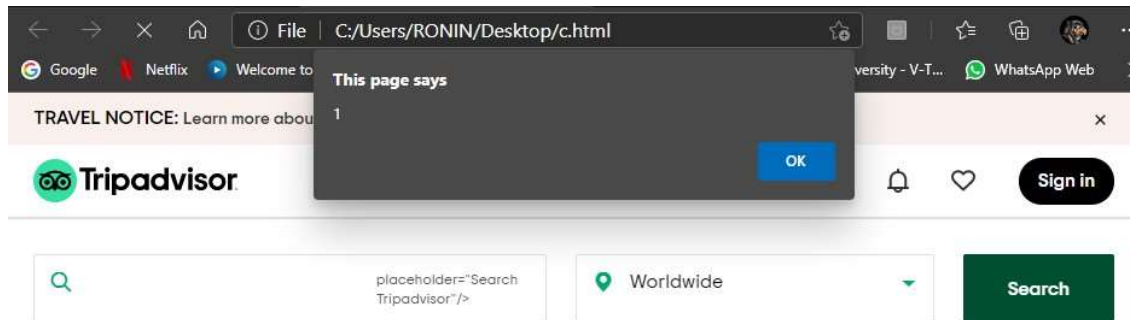 File C:/Users/RONIN/Desktop/c.html
Google Netflix Welcome to versity - V-T... WhatsApp Web
This page says
1
OK
TRAVEL NOTICE: Learn more abou
Tripadvisor Sign in
placeholder="Search
Tripadvisor"/>
Worldwide
Search